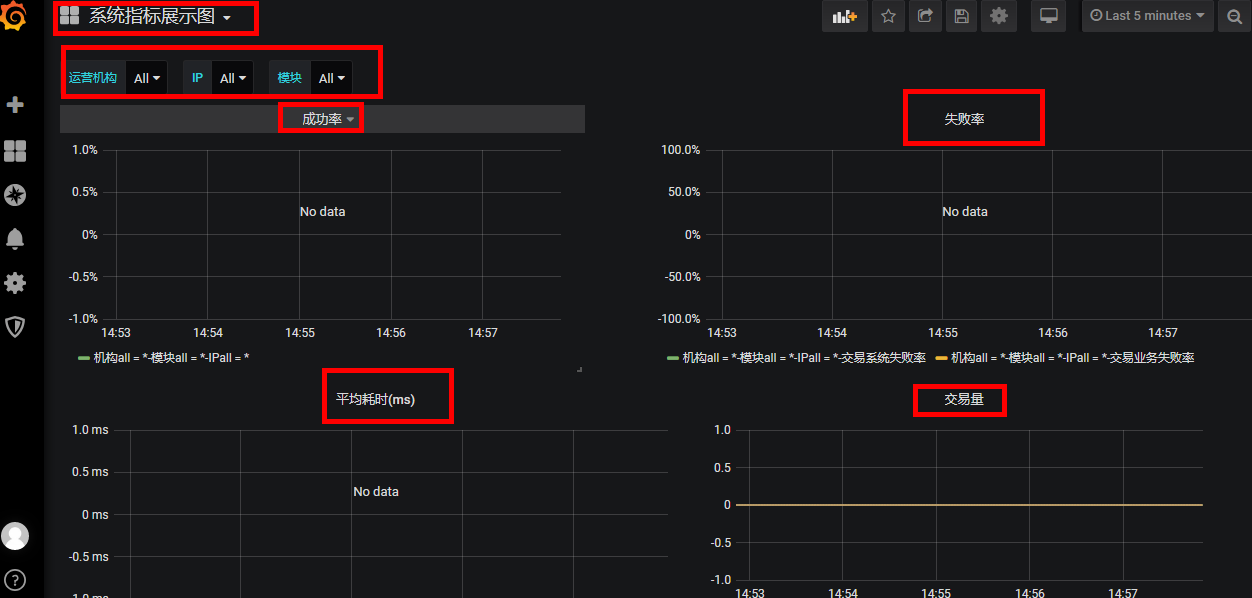 系统指标展示图
Last 5 minutes
运营机构 All IP All 模块 All
成功率
1.0%
0.5%
No data
0%
-0.5%
-1.0%
14:53 14:54 14:55 14:56 14:57
机构all = *-模块all = *-IPall = *
失败率
100.0%
50.0%
No data
0%
-50.0%
-100.0%
14:53 14:54 14:55 14:56 14:57
机构all = *-模块all = *-IPall = *-交易系统失败率 机构all = *-模块all = *-IPall = *-交易业务失败率
平均耗时(ms)
1.0 ms
0.5 ms
No data
0 ms
-0.5 ms
-1.0 ms
交易量
1.0
0.5
0
-0.5
-1.0
14:53 14:54 14:55 14:56 14:57